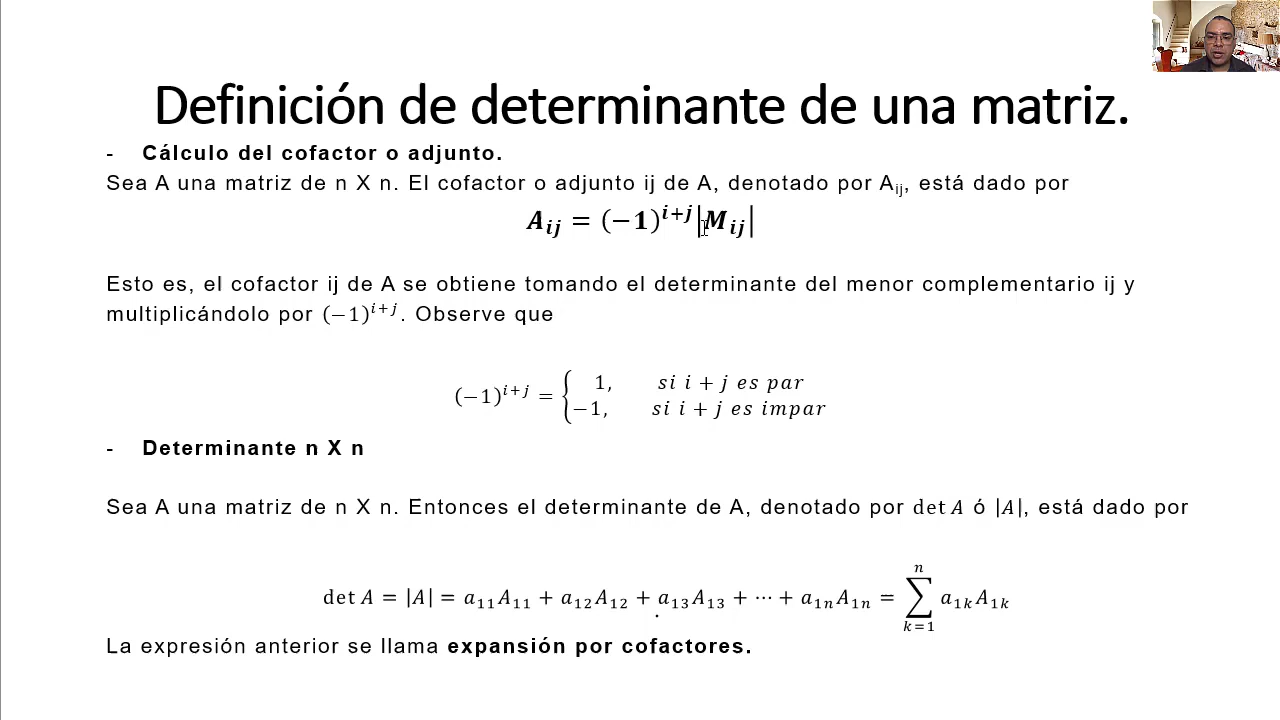 Definición de determinante de una matriz.
- Cálculo del cofactor o adjunto.
Sea A una matriz de n X n. El cofactor o adjunto ij de A, denotado por Aᵢⱼ, está dado por
𝑨ᵢⱼ = (−𝟏)ⁱ⁺ʲ|𝑴ᵢⱼ|
Esto es, el cofactor ij de A se obtiene tomando el determinante del menor complementario ij y
multiplicándolo por (−1)ⁱ⁺ʲ. Observe que
(−1)ⁱ⁺ʲ = { 1, si i + j es par
−1, si i + j es impar
- Determinante n X n
Sea A una matriz de n X n. Entonces el determinante de A, denotado por det A ó |A|, está dado por
det A = |A| = a₁₁A₁₁ + a₁₂A₁₂ + a₁₃A₁₃ + ⋯ + a₁ₙA₁ₙ = ∑ₖ₌₁ⁿ a₁ₖA₁ₖ
La expresión anterior se llama expansión por cofactores.